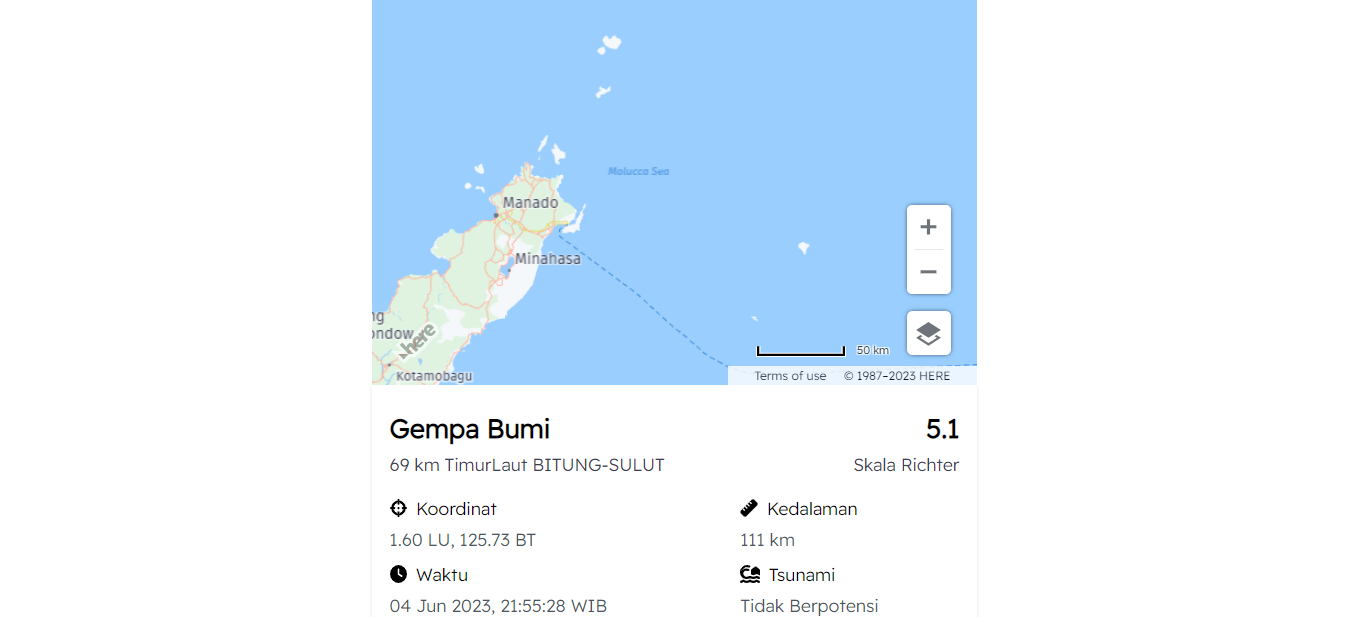 Molucca Sea
Manado
Minahasa
ng
ondow
here
Kotamobagu
+
−
50 km
Terms of use © 1987–2023 HERE
Gempa Bumi 5.1
69 km TimurLaut BITUNG-SULUT Skala Richter
Koordinat Kedalaman
1.60 LU, 125.73 BT 111 km
Waktu Tsunami
04 Jun 2023, 21:55:28 WIB Tidak Berpotensi